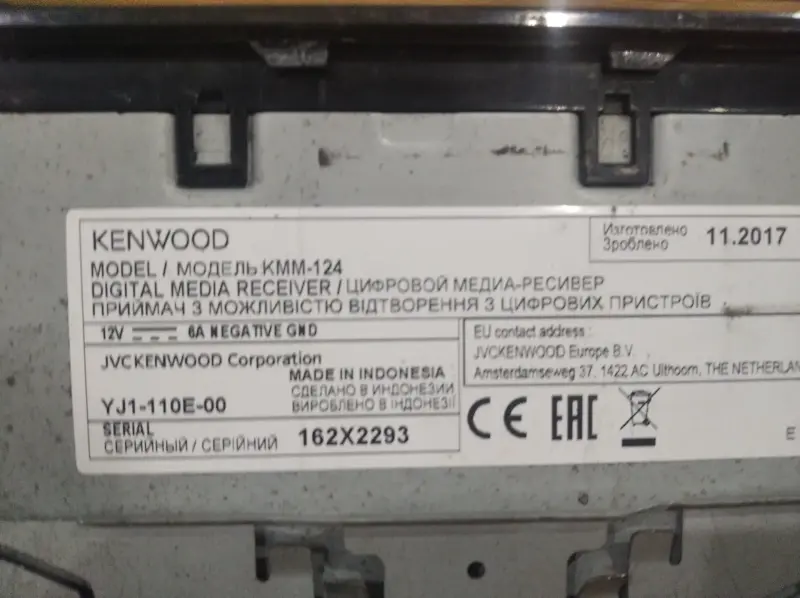 KENWOOD
Изготовлено
Зроблено
11.2017
MODEL / МОДЕЛЬ KMM-124
DIGITAL MEDIA RECEIVER / ЦИФРОВОЙ МЕДИА-РЕСИВЕР
ПРИЙМАЧ З МОЖЛИВІСТЮ ВІДТВОРЕННЯ З ЦИФРОВИХ ПРИСТРОЇВ
12V 6A NEGATIVE GND
JVCKENWOOD Corporation
MADE IN INDONESIA
СДЕЛАНО В ИНДОНЕЗИИ
YJ1-110E-00
ВИРОБЛЕНО В ІНДОНЕЗІЇ
SERIAL
СЕРИЙНЫЙ / СЕРІЙНИЙ
162X2293
EU contact address :
JVCKENWOOD Europe B.V.
Amsterdamseweg 37, 1422 AC Uithoorn, THE NETHERLAN
CE EAC
E